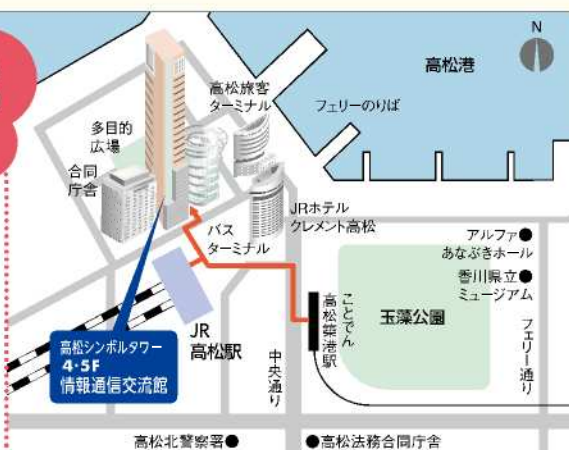 N
高松港
高松旅客
ターミナル
フェリーのりば
多目的
広場
合同
庁舎
JRホテル
クレメント高松
バス
ターミナル
アルファ
あなぶきホール
香川県立
ミュージアム
玉藻公園
ことでん
高松築港駅
フェリー通り
JR
高松駅
中央通り
高松シンボルタワー
4・5F
情報通信交流館
高松北警察署
高松法務合同庁舎